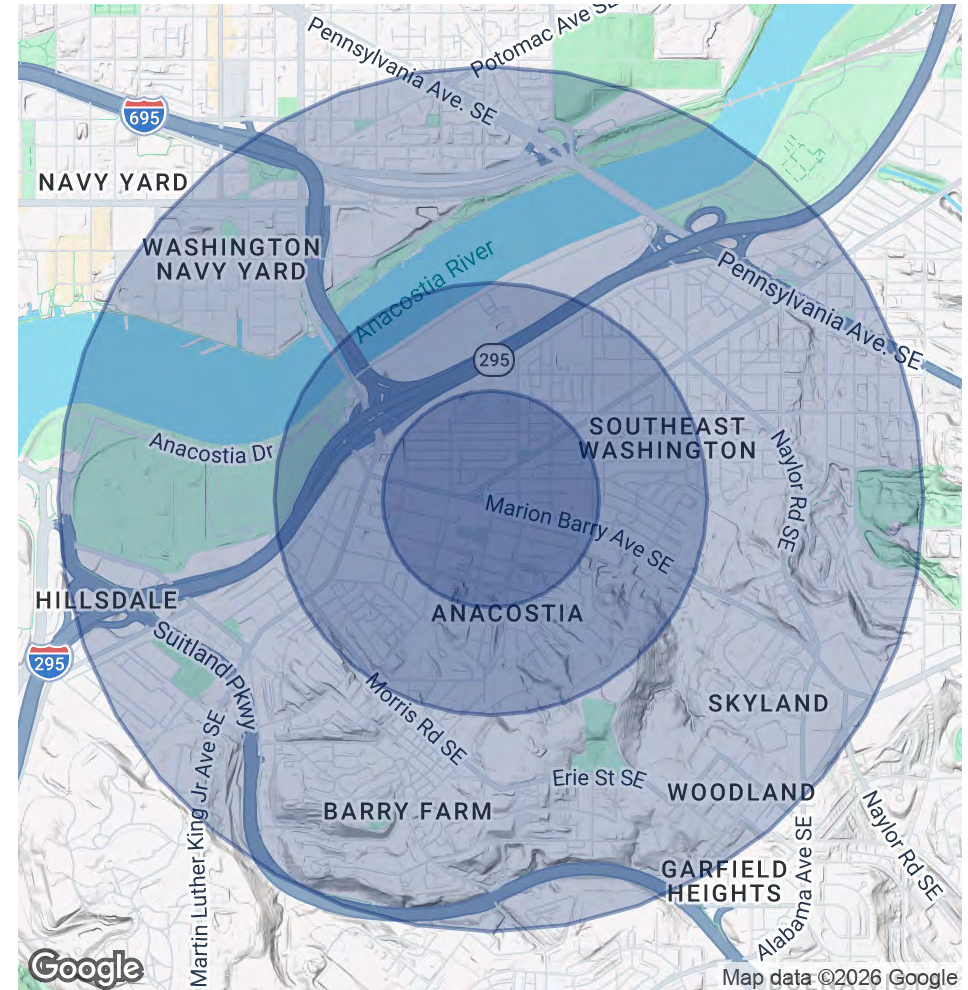 Potomac Ave SE
Pennsylvania Ave. SE
695
NAVY YARD
WASHINGTON
NAVY YARD
Anacostia River
Pennsylvania Ave. SE
295
SOUTHEAST
WASHINGTON
Anacostia Dr
Naylor Rd SE
Marion Barry Ave SE
HILLSDALE
ANACOSTIA
295
Suitland Pkwy
Morris Rd SE
SKYLAND
Martin Luther King Jr Ave SE
Erie St SE
WOODLAND
BARRY FARM
Naylor Rd SE
GARFIELD
HEIGHTS
Alabama Ave SE
Google
Map data ©2026 Google